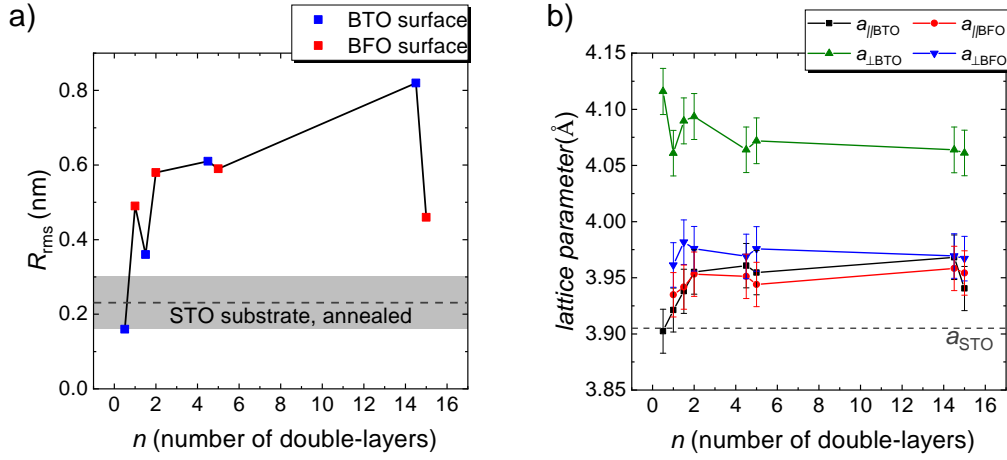 a)
BTO surface
BFO surface
0.8
0.6
0.4
0.2
0.0
R_rms (nm)
STO substrate, annealed
0 2 4 6 8 10 12 14 16
n (number of double-layers)
b)
a_//BTO a_//BFO
a_⊥BTO a_⊥BFO
4.15
4.10
4.05
4.00
3.95
3.90
3.85
lattice parameter(Å)
a_STO
0 2 4 6 8 10 12 14 16
n (number of double-layers)